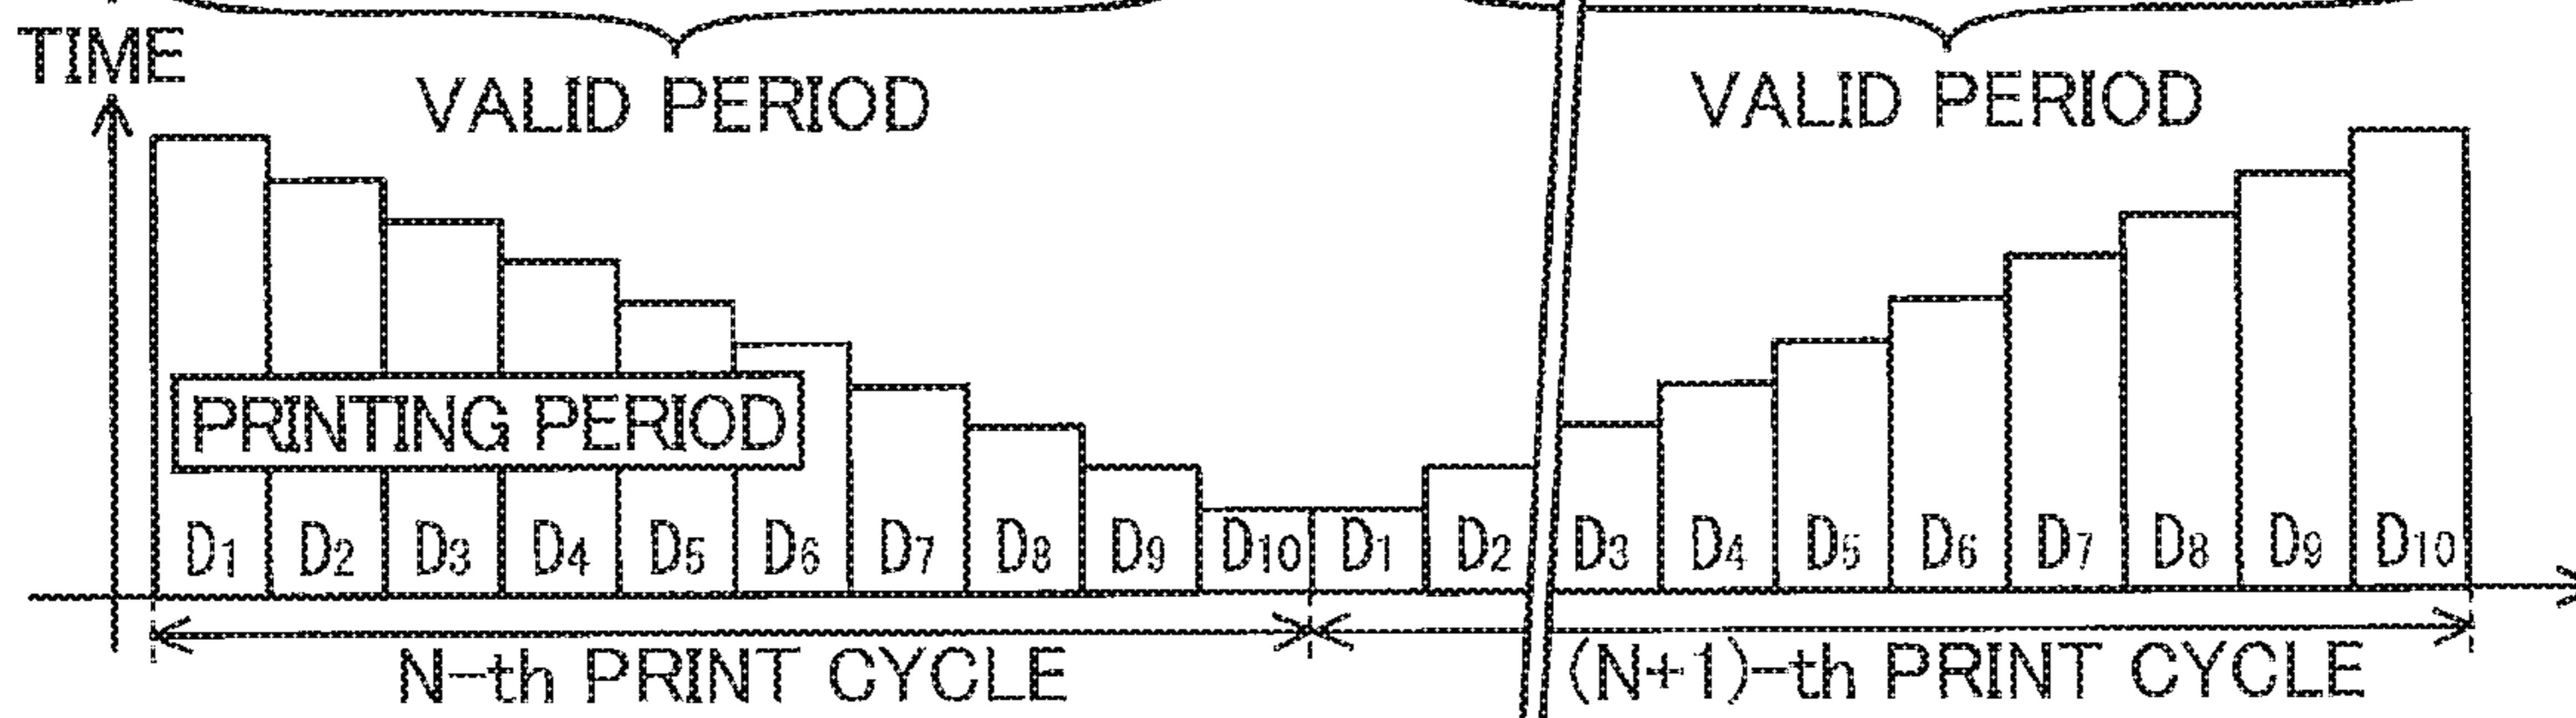 TIME
VALID PERIOD VALID PERIOD
PRINTING PERIOD
D1 D2 D3 D4 D5 D6 D7 D8 D9 D10 D1 D2 D3 D4 D5 D6 D7 D8 D9 D10
N-th PRINT CYCLE (N+1)-th PRINT CYCLE